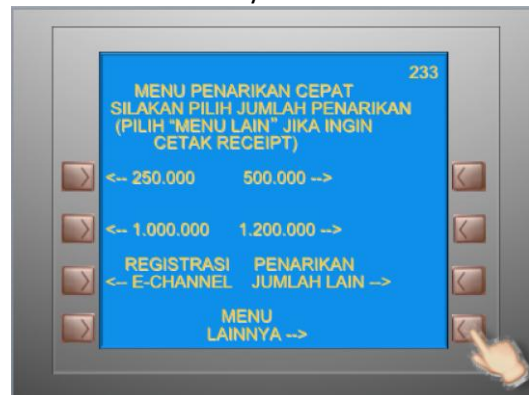 233
MENU PENARIKAN CEPAT
SILAKAN PILIH JUMLAH PENARIKAN
(PILIH "MENU LAIN" JIKA INGIN
CETAK RECEIPT)
<-- 250.000 500.000 -->
<-- 1.000.000 1.200.000 -->
REGISTRASI PENARIKAN
<-- E-CHANNEL JUMLAH LAIN -->
MENU
LAINNYA -->